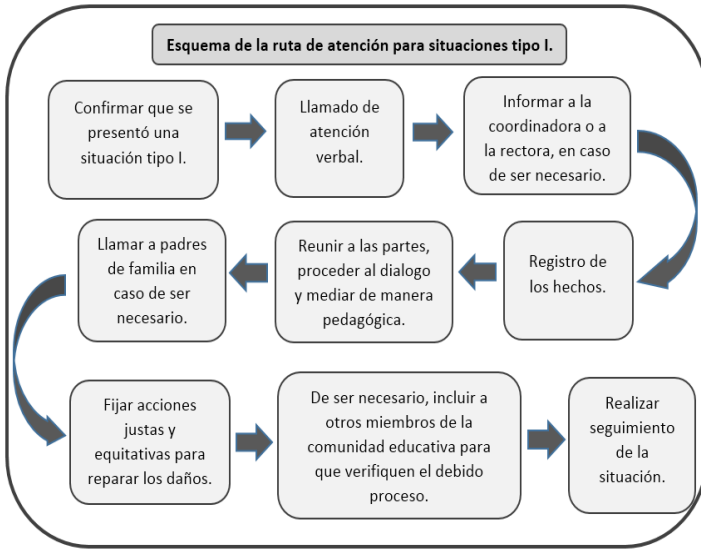 Esquema de la ruta de atención para situaciones tipo I.
Confirmar que se
presentó una
situación tipo I.
Llamado de
atención
verbal.
Informar a la
coordinadora o a
la rectora, en caso
de ser necesario.
Registro de
los hechos.
Reunir a las partes,
proceder al dialogo
y mediar de manera
pedagógica.
Llamar a padres
de familia en
caso de ser
necesario.
Fijar acciones
justas y
equitativas para
reparar los daños.
De ser necesario, incluir a
otros miembros de la
comunidad educativa para
que verifiquen el debido
proceso.
Realizar
seguimiento
de la
situación.